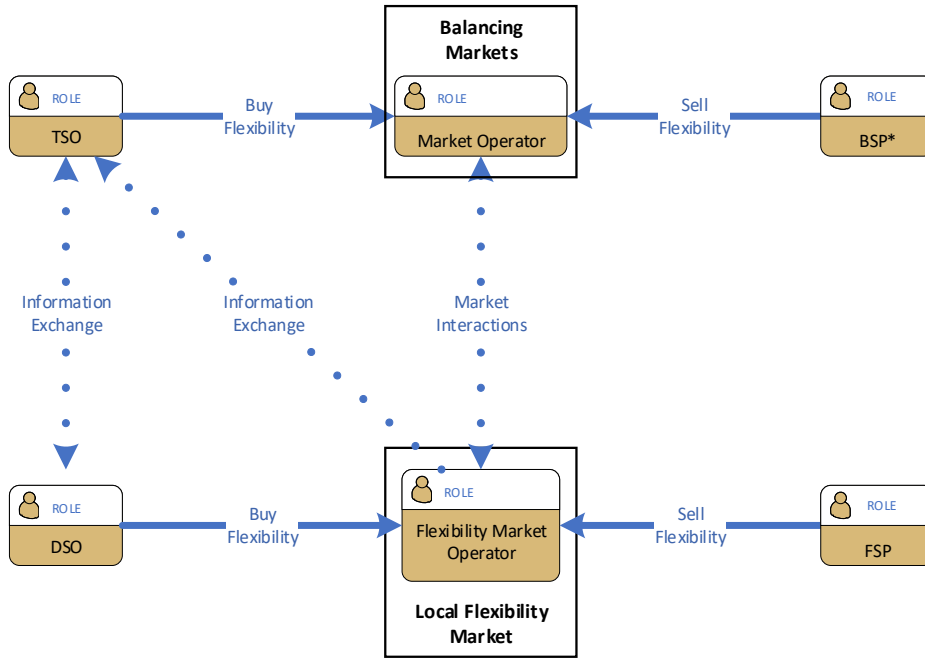 Balancing
Markets
ROLE
TSO
Buy
Flexibility
ROLE
Market Operator
Sell
Flexibility
ROLE
BSP*
Information
Exchange
Information
Exchange
Market
Interactions
ROLE
DSO
Buy
Flexibility
ROLE
Flexibility Market
Operator
Sell
Flexibility
ROLE
FSP
Local Flexibility
Market